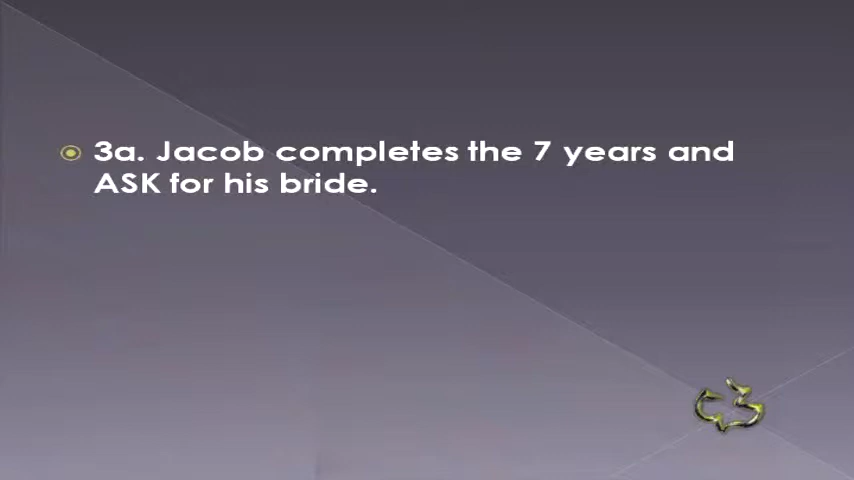 3a. Jacob completes the 7 years and
ASK for his bride.